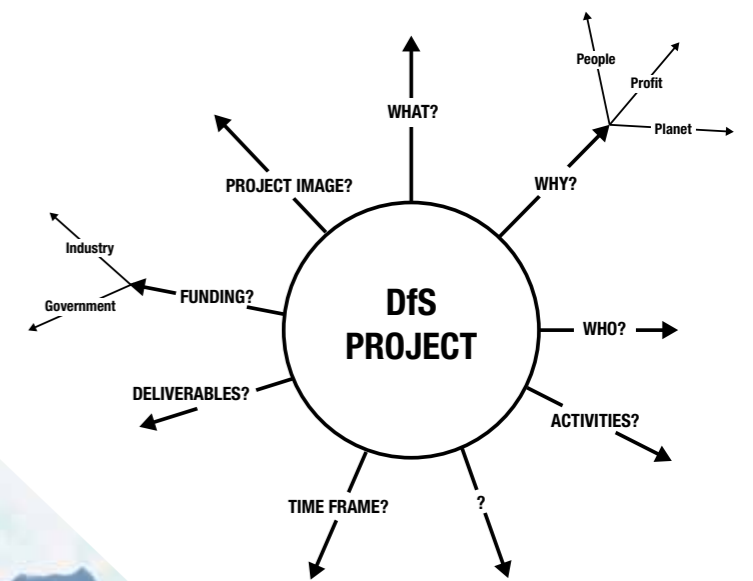 People
Profit
Planet
WHAT?
PROJECT IMAGE?
WHY?
Industry
Government
FUNDING?
DfS
PROJECT
WHO?
DELIVERABLES?
ACTIVITIES?
TIME FRAME?
?